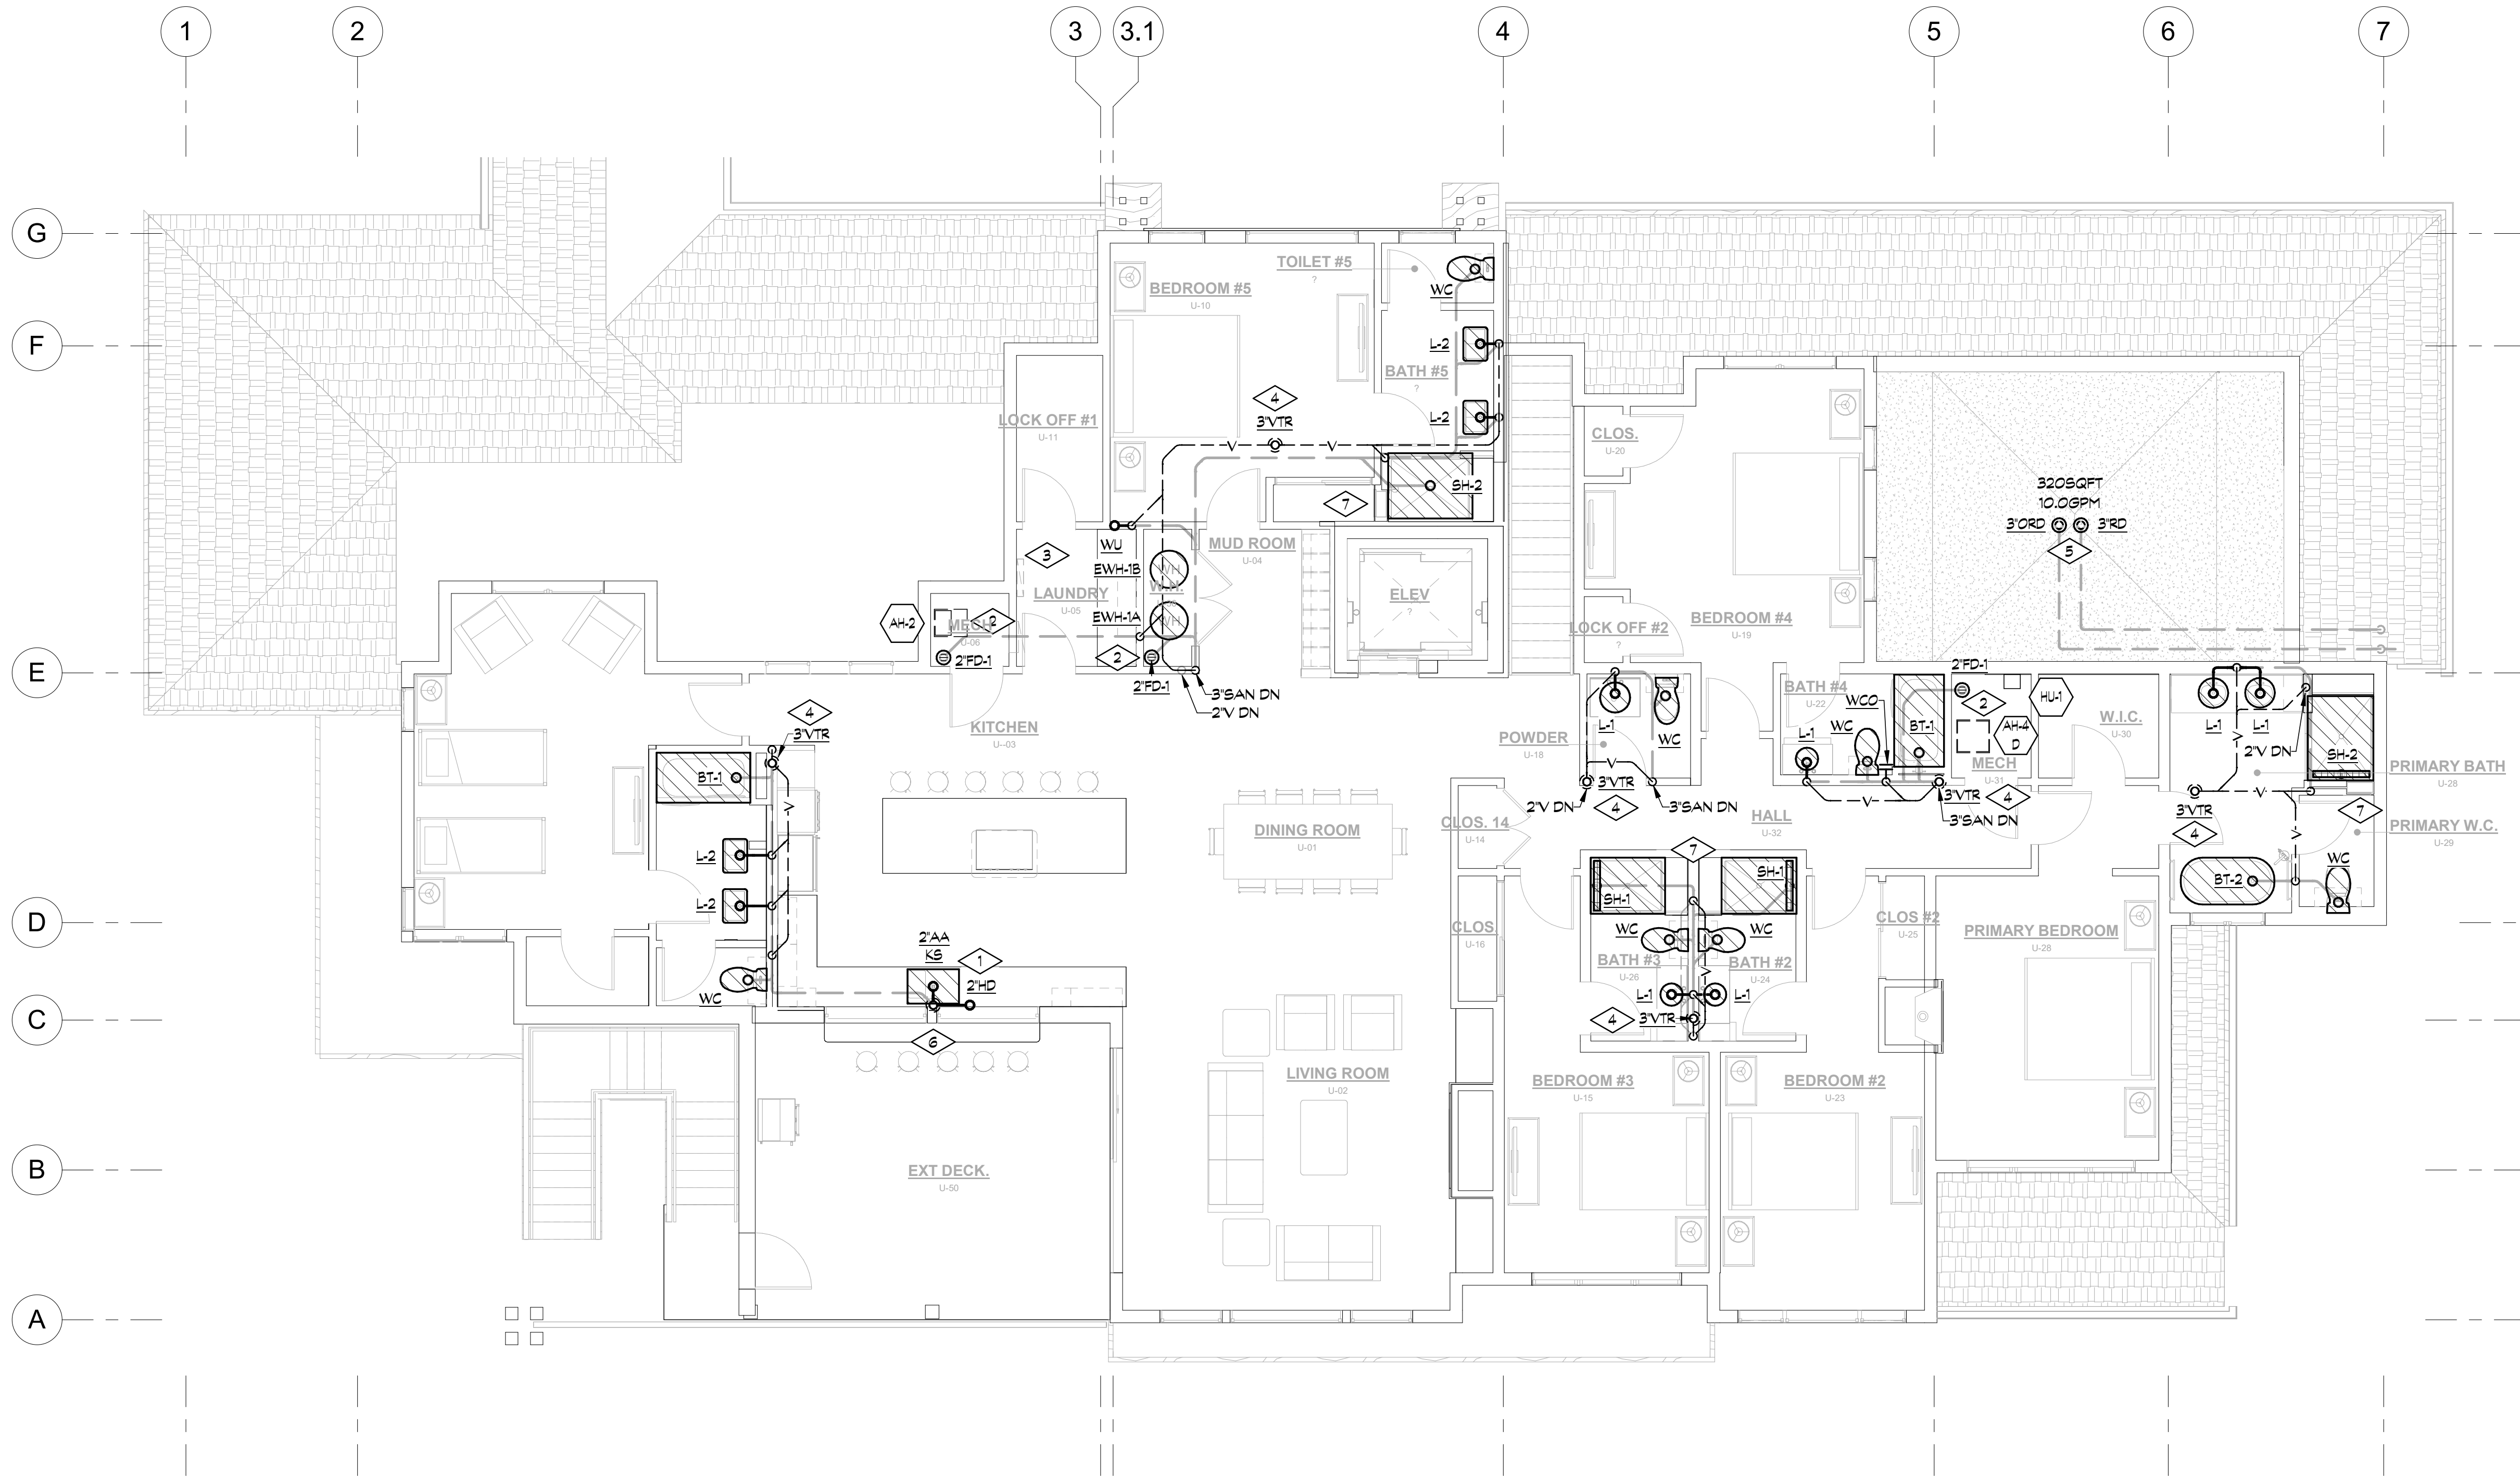 1
2
3
3.1
4
5
6
7
G
F
E
D
C
B
A
TOILET #5
?
WC
BEDROOM #5
U-10
L-2
BATH #5
?
L-2
4
3"VTR
V
V
LOCK OFF #1
U-11
SH-2
7
CLOS.
U-20
320SQFT
10.0GPM
3"ORD
3"RD
5
WU
MUD ROOM
U-04
3
EWH-1B
WH
W.H.
LAUNDRY
U-05
EWH-1A
WH
ELEV
?
AH-2
2
MECH
U-06
2"FD-1
2
2"FD-1
3"SAN DN
2"V DN
LOCK OFF #2
?
BEDROOM #4
U-19
KITCHEN
U--03
4
3"VTR
BT-1
V
L-2
L-2
WC
2"AA
KS
1
2"HD
6
DINING ROOM
U-01
POWDER
U-18
L-1
WC
2"V DN
3"VTR
4
V
3"SAN DN
BATH #4
U-22
WCO
WC
L-1
BT-1
V
3"VTR
4
3"SAN DN
2"FD-1
2
HU-1
AH-4
D
MECH
U-31
W.I.C.
U-30
L-1
L-1
V
2"V DN
SH-2
PRIMARY BATH
U-28
3"VTR
4
V
7
V
PRIMARY W.C.
U-29
WC
BT-2
CLOS. 14
U-14
HALL
U-32
7
SH-1
SH-1
CLOS.
U-16
WC
WC
BATH #3
U-26
BATH #2
U-24
V
L-1
L-1
4
3"VTR
CLOS #2
U-25
PRIMARY BEDROOM
U-28
LIVING ROOM
U-02
BEDROOM #3
U-15
BEDROOM #2
U-23
EXT DECK.
U-50